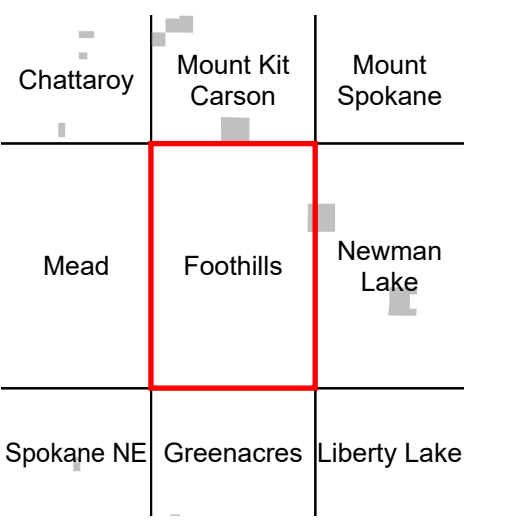 Chattaroy
Mount Kit
Carson
Mount
Spokane
Mead
Foothills
Newman
Lake
Spokane NE
Greenacres
Liberty Lake